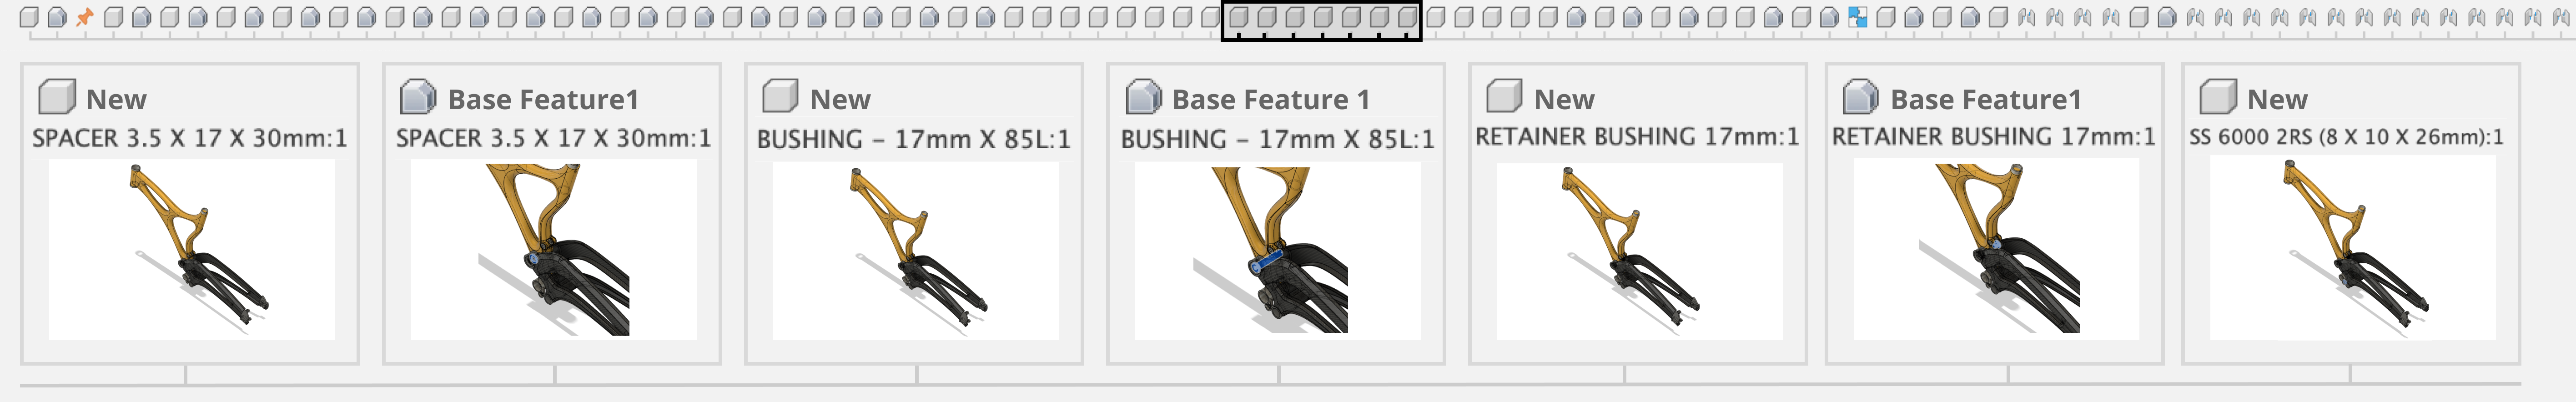 New
SPACER 3.5 X 17 X 30mm:1
Base Feature1
SPACER 3.5 X 17 X 30mm:1
New
BUSHING – 17mm X 85L:1
Base Feature 1
BUSHING – 17mm X 85L:1
New
RETAINER BUSHING 17mm:1
Base Feature1
RETAINER BUSHING 17mm:1
New
SS 6000 2RS (8 X 10 X 26mm):1